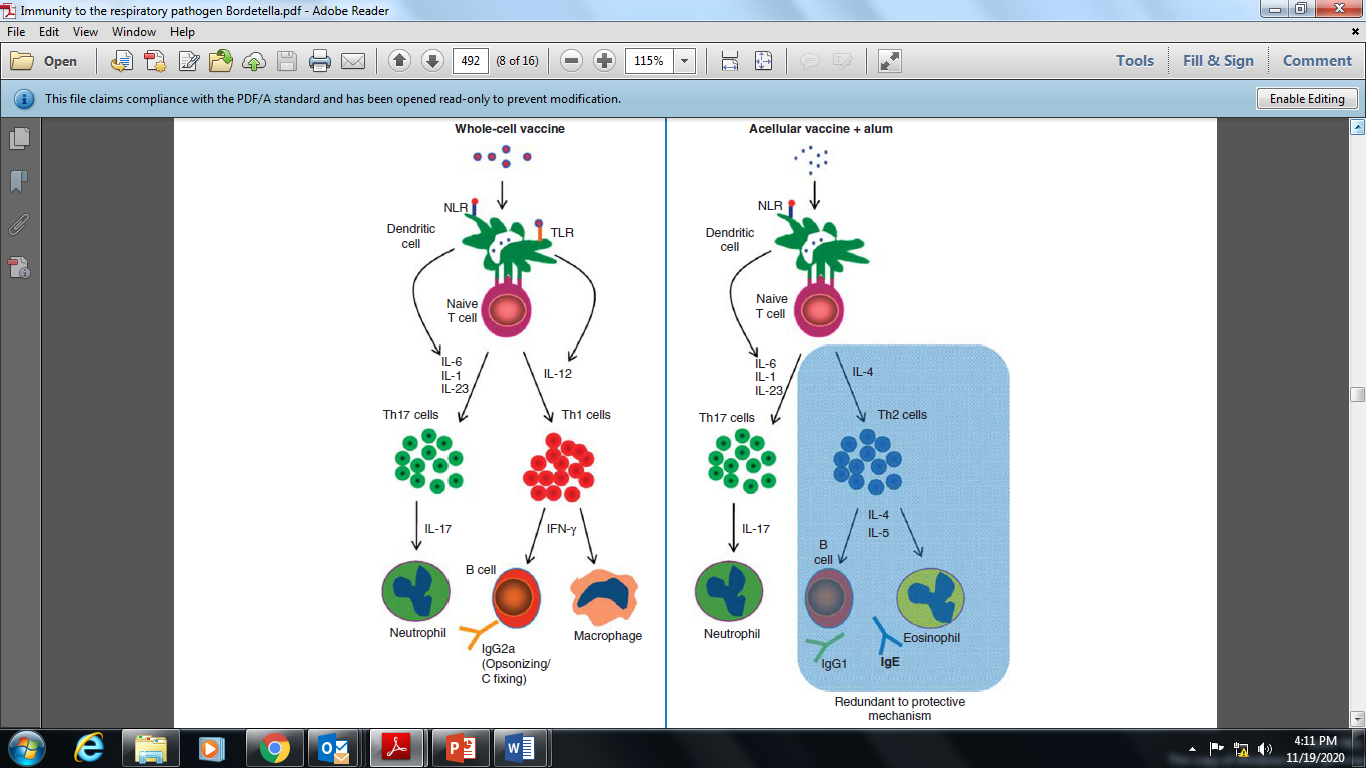 Immunity to the respiratory pathogen Bordetella.pdf - Adobe Reader
File Edit View Window Help
Open
492
(8 of 16)
115%
Tools
Fill & Sign
Comment
This file claims compliance with the PDF/A standard and has been opened read-only to prevent modification.
Enable Editing
Whole-cell vaccine
NLR
TLR
Dendritic
cell
Naive
T cell
IL-6
IL-1
IL-23
IL-12
Th17 cells
Th1 cells
IL-17
IFN-γ
B cell
Neutrophil
Macrophage
IgG2a
(Opsonizing/
C fixing)
Acellular vaccine + alum
NLR
Dendritic
cell
Naive
T cell
IL-6
IL-1
IL-23
IL-4
Th17 cells
Th2 cells
IL-17
IL-4
IL-5
B
cell
Neutrophil
Eosinophil
IgG1
IgE
Redundant to protective
mechanism
4:11 PM
11/19/2020